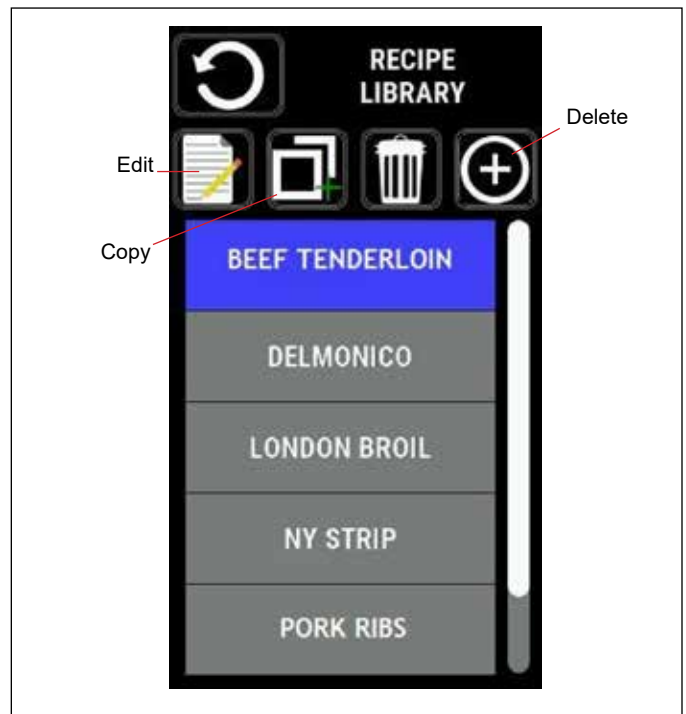 RECIPE
LIBRARY
Delete
Edit
Copy
BEEF TENDERLOIN
DELMONICO
LONDON BROIL
NY STRIP
PORK RIBS